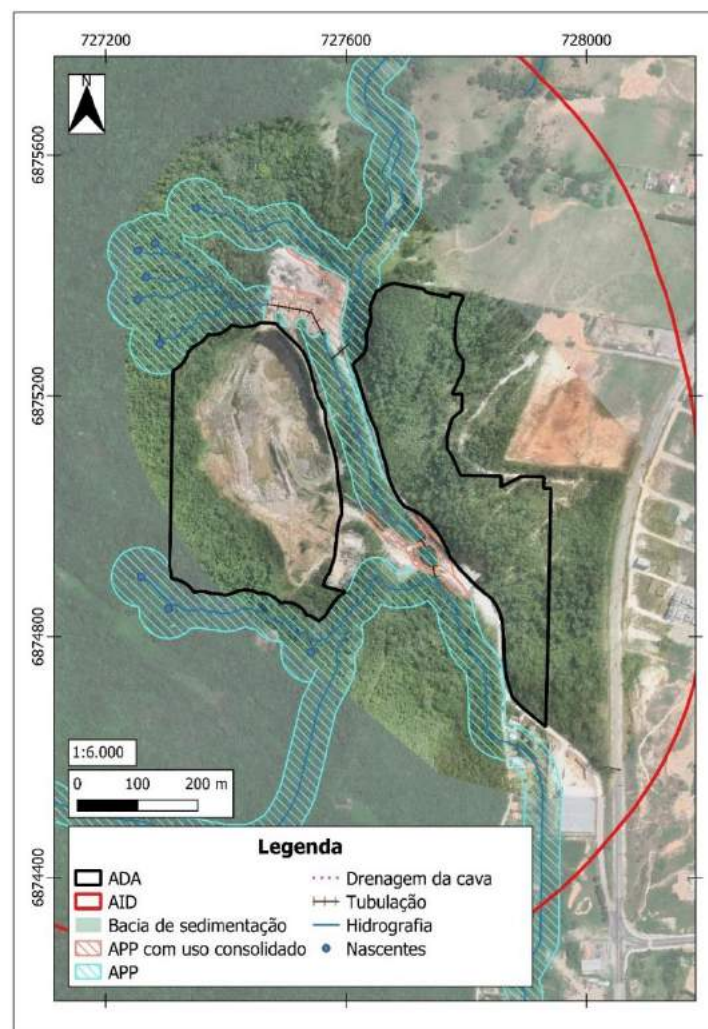 727200 727600 728000
N
6875600
6875200
6874800
6874400
1:6.000
0 100 200 m
Legenda
ADA
AID
Bacia de sedimentação
APP com uso consolidado
APP
Drenagem da cava
Tubulação
Hidrografia
Nascentes